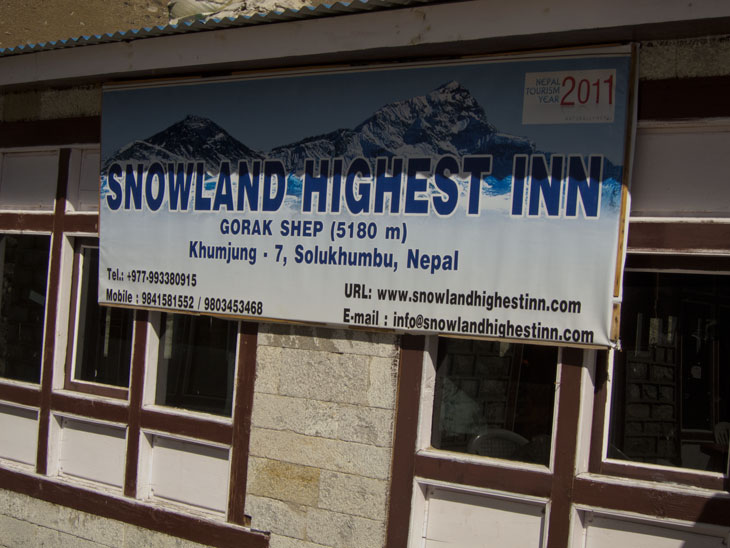 NEPAL
TOURISM
YEAR 2011
SNOWLAND HIGHEST INN
GORAK SHEP (5180 m)
Khumjung - 7, Solukhumbu, Nepal
Tel.: +977-993380915
Mobile : 9841581552 / 9803453468
URL: www.snowlandhighestinn.com
E-mail : info@snowlandhighestinn.com